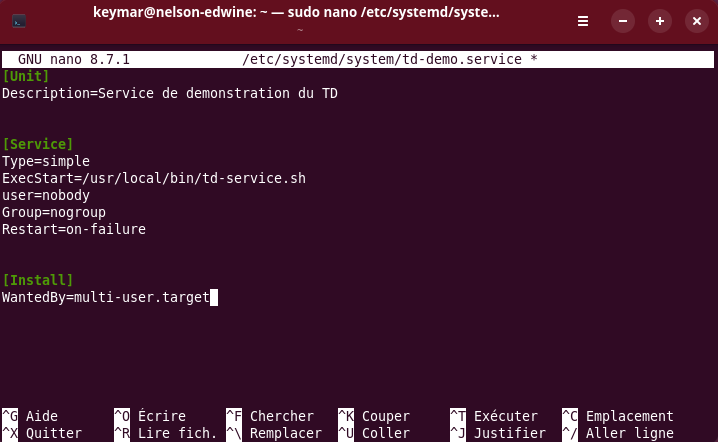 keymar@nelson-edwine: ~ — sudo nano /etc/systemd/syste...
~
GNU nano 8.7.1 /etc/systemd/system/td-demo.service *
[Unit]
Description=Service de demonstration du TD
[Service]
Type=simple
ExecStart=/usr/local/bin/td-service.sh
user=nobody
Group=nogroup
Restart=on-failure
[Install]
WantedBy=multi-user.target
^G Aide ^O Écrire ^F Chercher ^K Couper ^T Exécuter ^C Emplacement
^X Quitter ^R Lire fich. ^\ Remplacer ^U Coller ^J Justifier ^/ Aller ligne